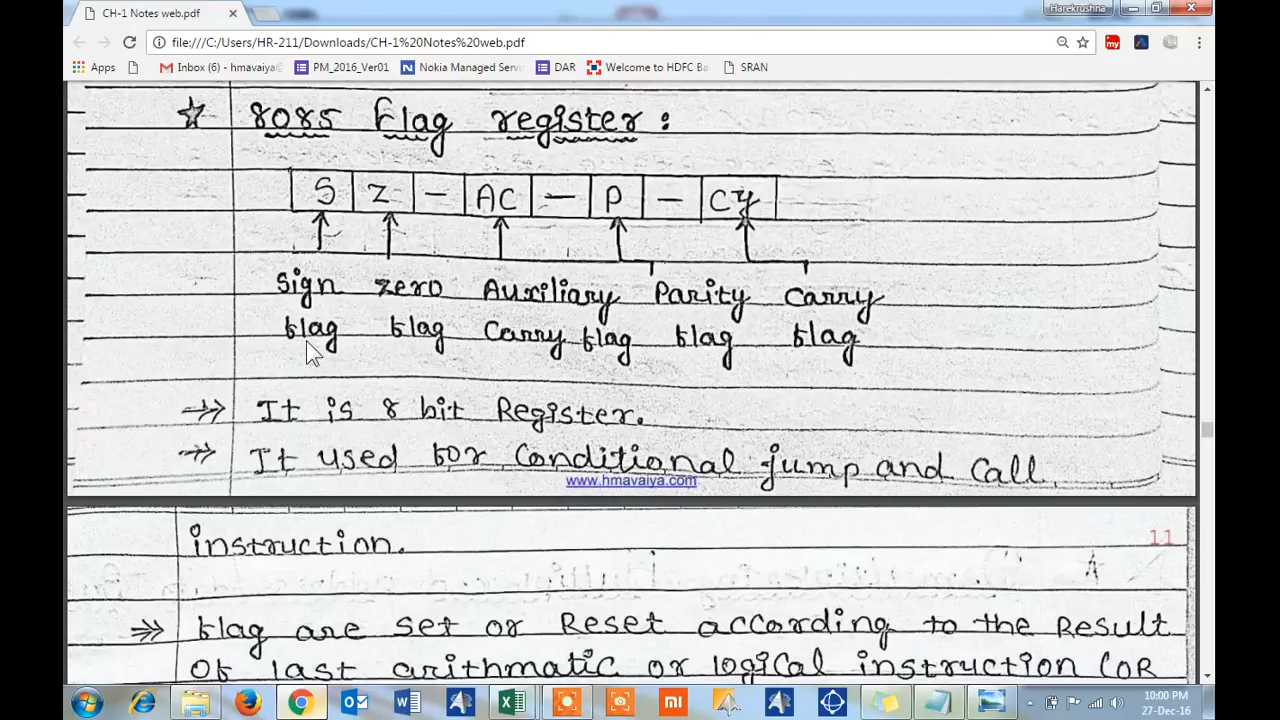 CH-1 Notes web.pdf
Harekrushna
file:///C:/Users/HR-211/Downloads/CH-1%20Notes%20web.pdf
my
Apps
Inbox (6) - hmavaiya
PM_2016_Ver01
Nokia Managed Serv
DAR
Welcome to HDFC Ba
SRAN
8085 Flag register:
S Z - AC - P - Cy
Sign zero Auxiliary Parity Carry
flag flag Carry flag flag flag
It is 8 bit Register.
It used for Conditional jump and Call
www.hmavaiya.com
instruction.
11
flag are set or Reset according to the Result
of last arithmatic or logical instruction (OR
10:00 PM
27-Dec-16